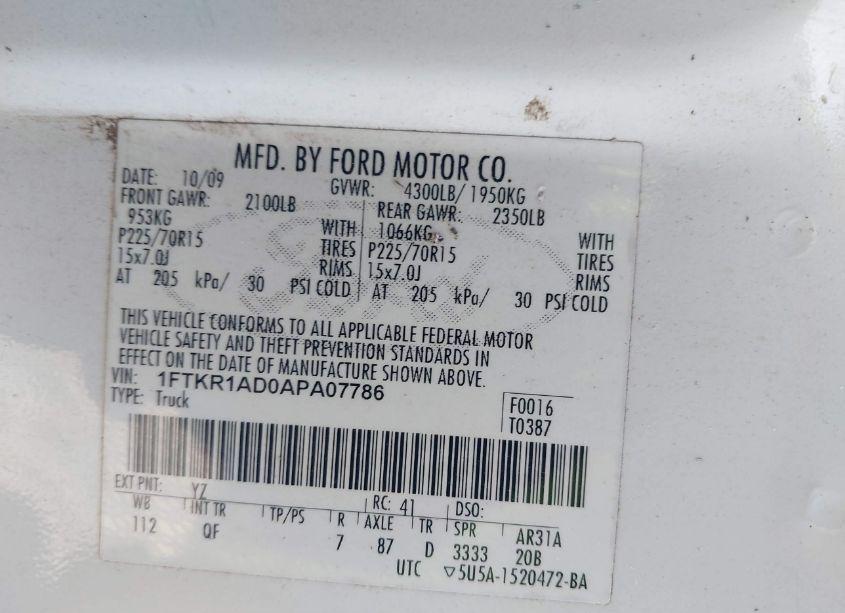 MFD. BY FORD MOTOR CO.
DATE: 10/09 GVWR: 4300LB/ 1950KG
FRONT GAWR: 2100LB REAR GAWR: 2350LB
953KG WITH 1066KG WITH
P225/70R15 TIRES P225/70R15 TIRES
15x7.0J RIMS 15x7.0J RIMS
AT 205 kPa/ 30 PSI COLD AT 205 kPa/ 30 PSI COLD
THIS VEHICLE CONFORMS TO ALL APPLICABLE FEDERAL MOTOR
VEHICLE SAFETY AND THEFT PREVENTION STANDARDS IN
EFFECT ON THE DATE OF MANUFACTURE SHOWN ABOVE.
VIN: 1FTKR1AD0APA07786
TYPE: Truck
F0016
T0387
EXT PNT: YZ RC: 41 DSO:
WB INT TR TP/PS R AXLE TR SPR AR31A
112 QF 7 87 D 3333 20B
UTC ▽5U5A-1520472-BA